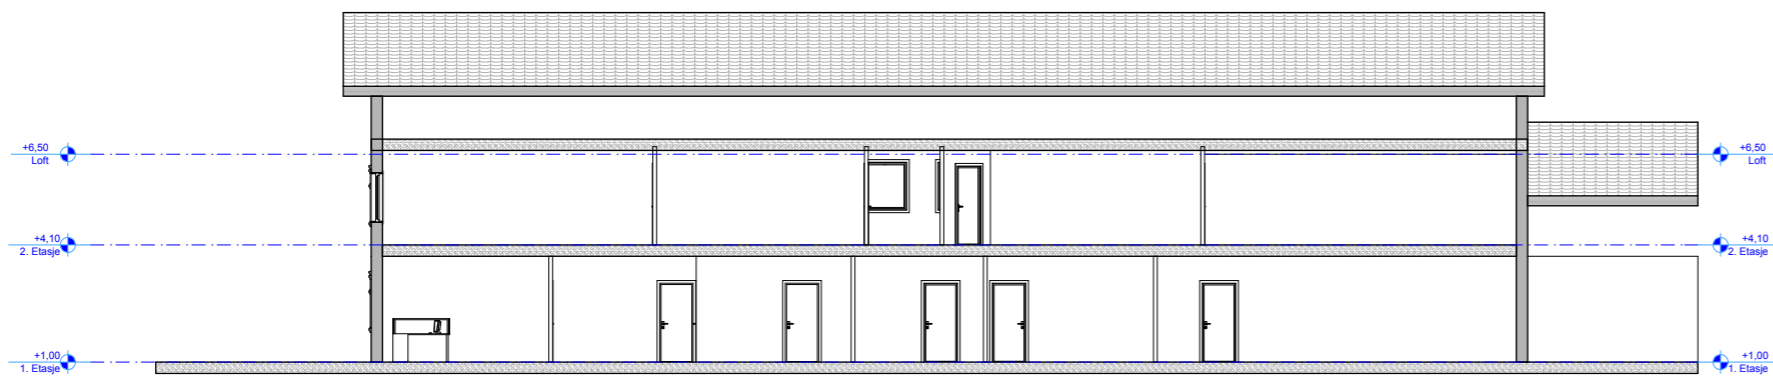 +6,50
Loft
+6,50
Loft
+4,10
2. Etasje
+4,10
2. Etasje
+1,00
1. Etasje
+1,00
1. Etasje